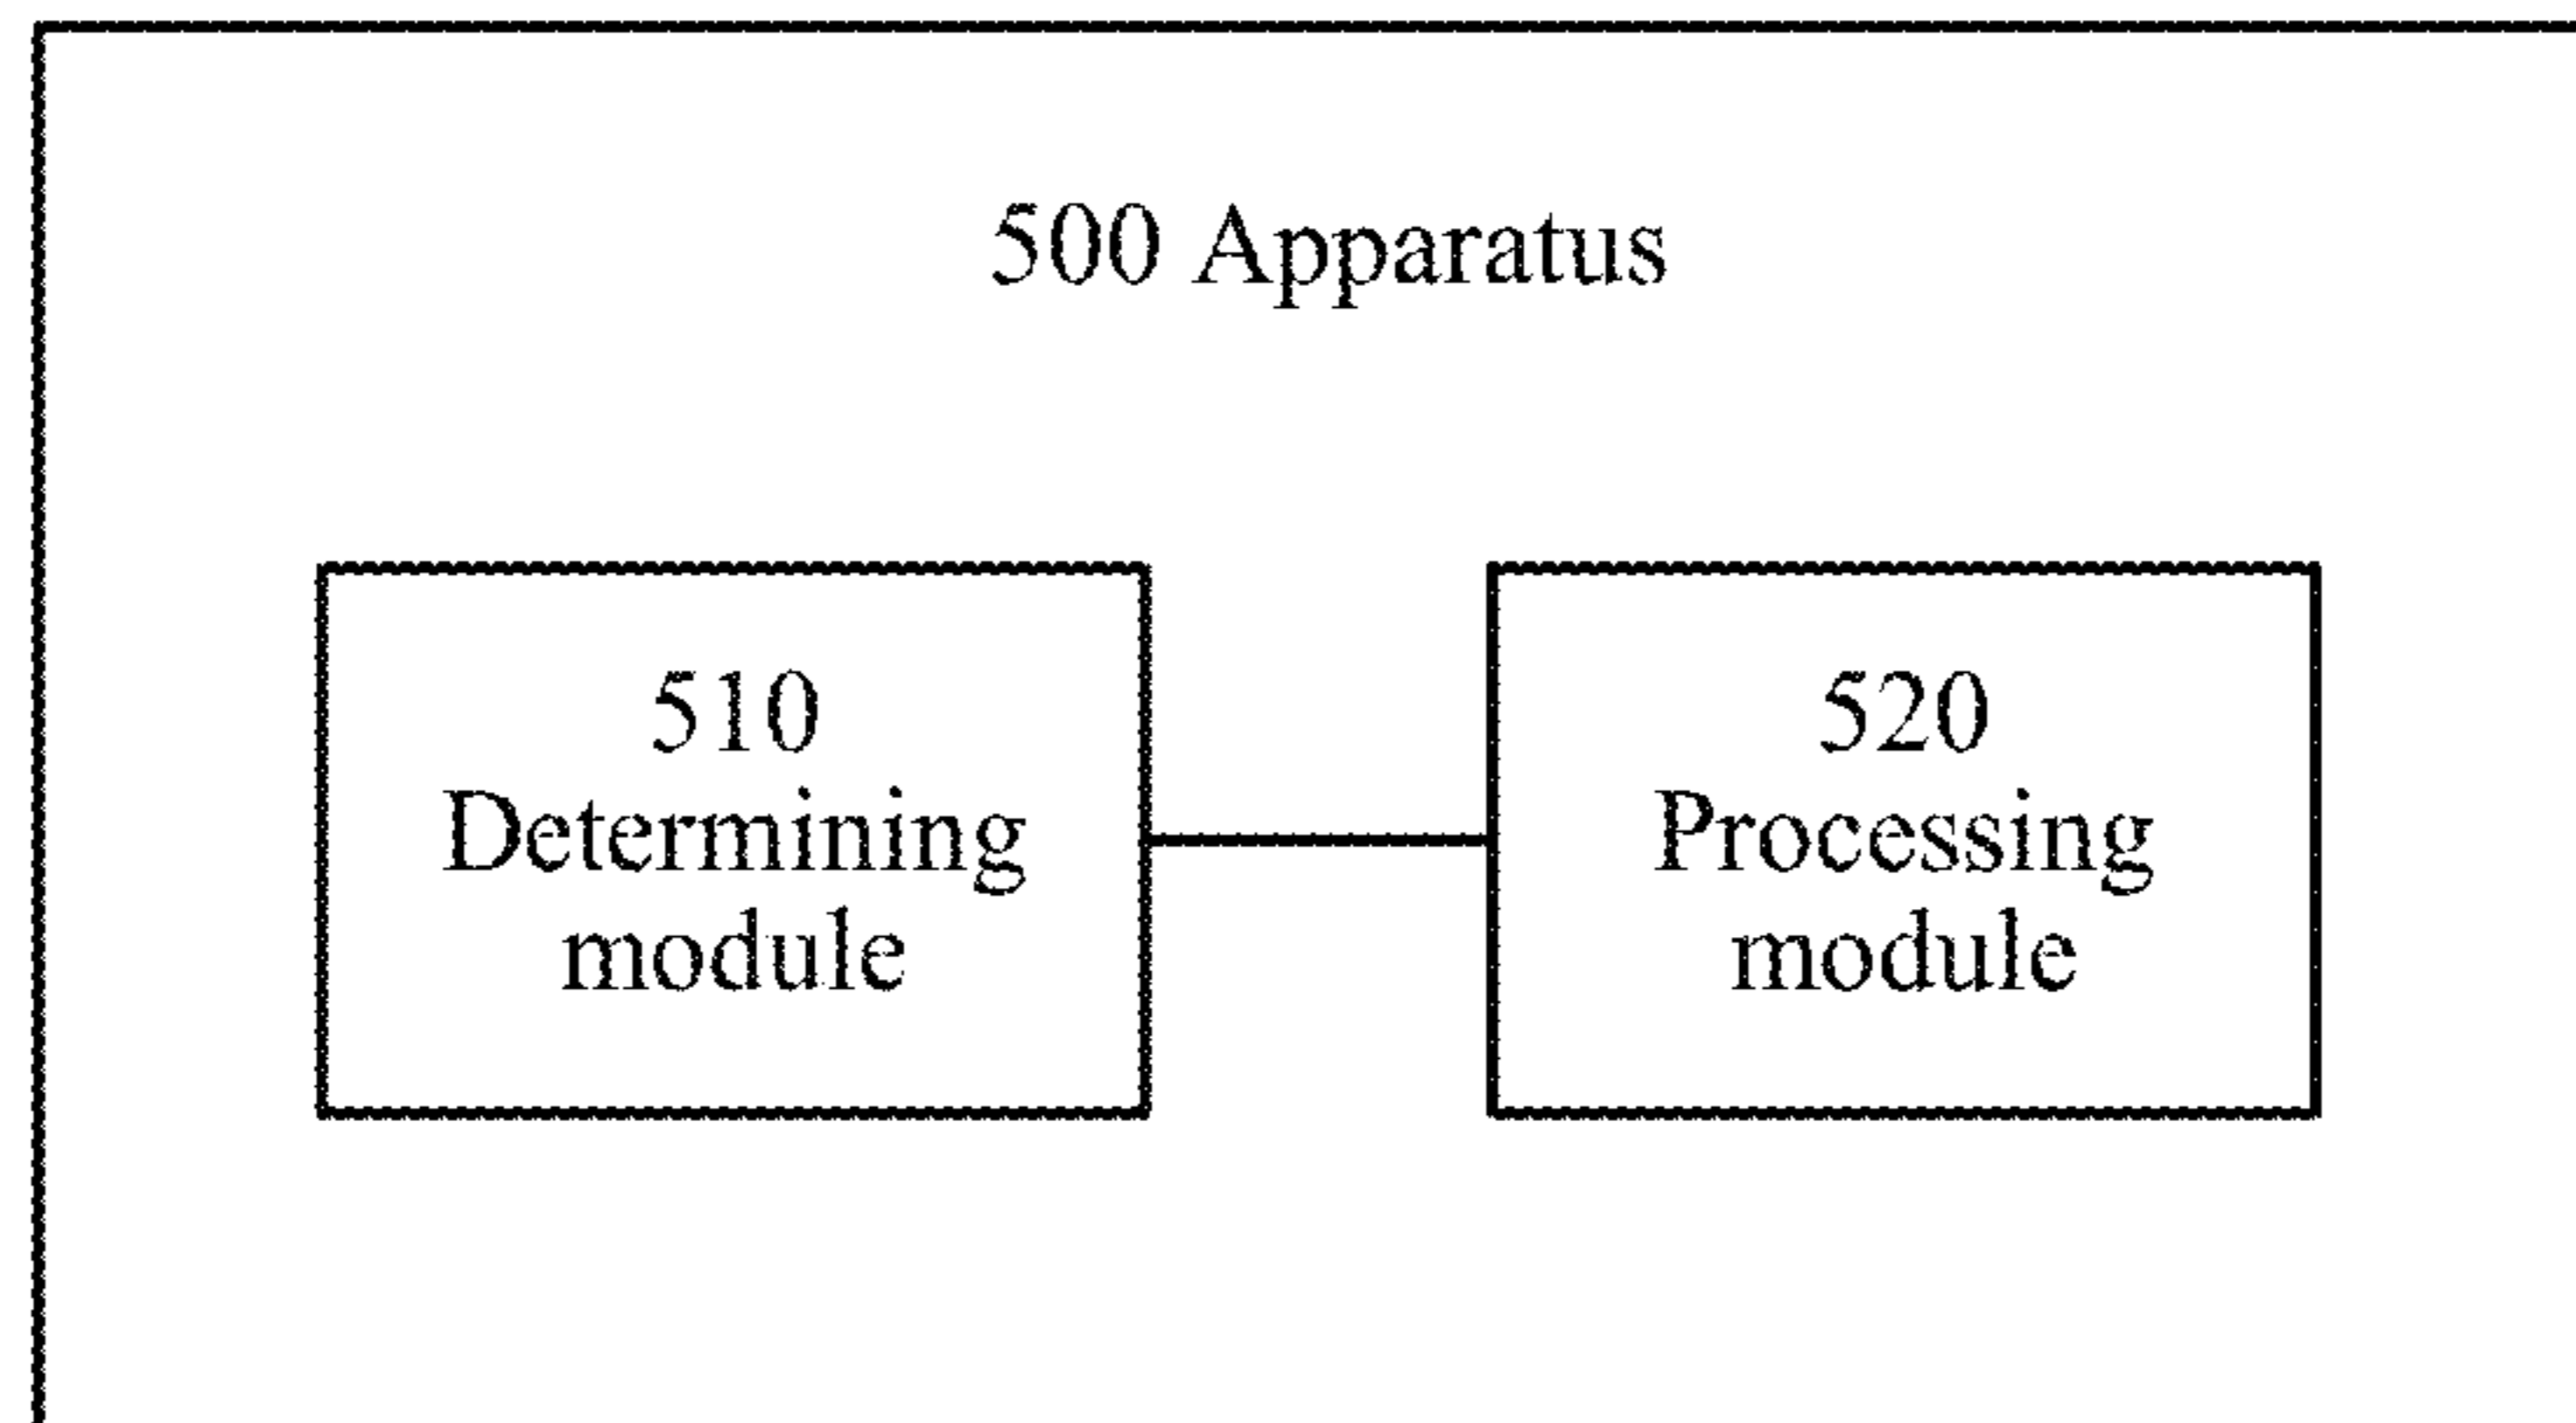 500 Apparatus
510
Determining
module
520
Processing
module